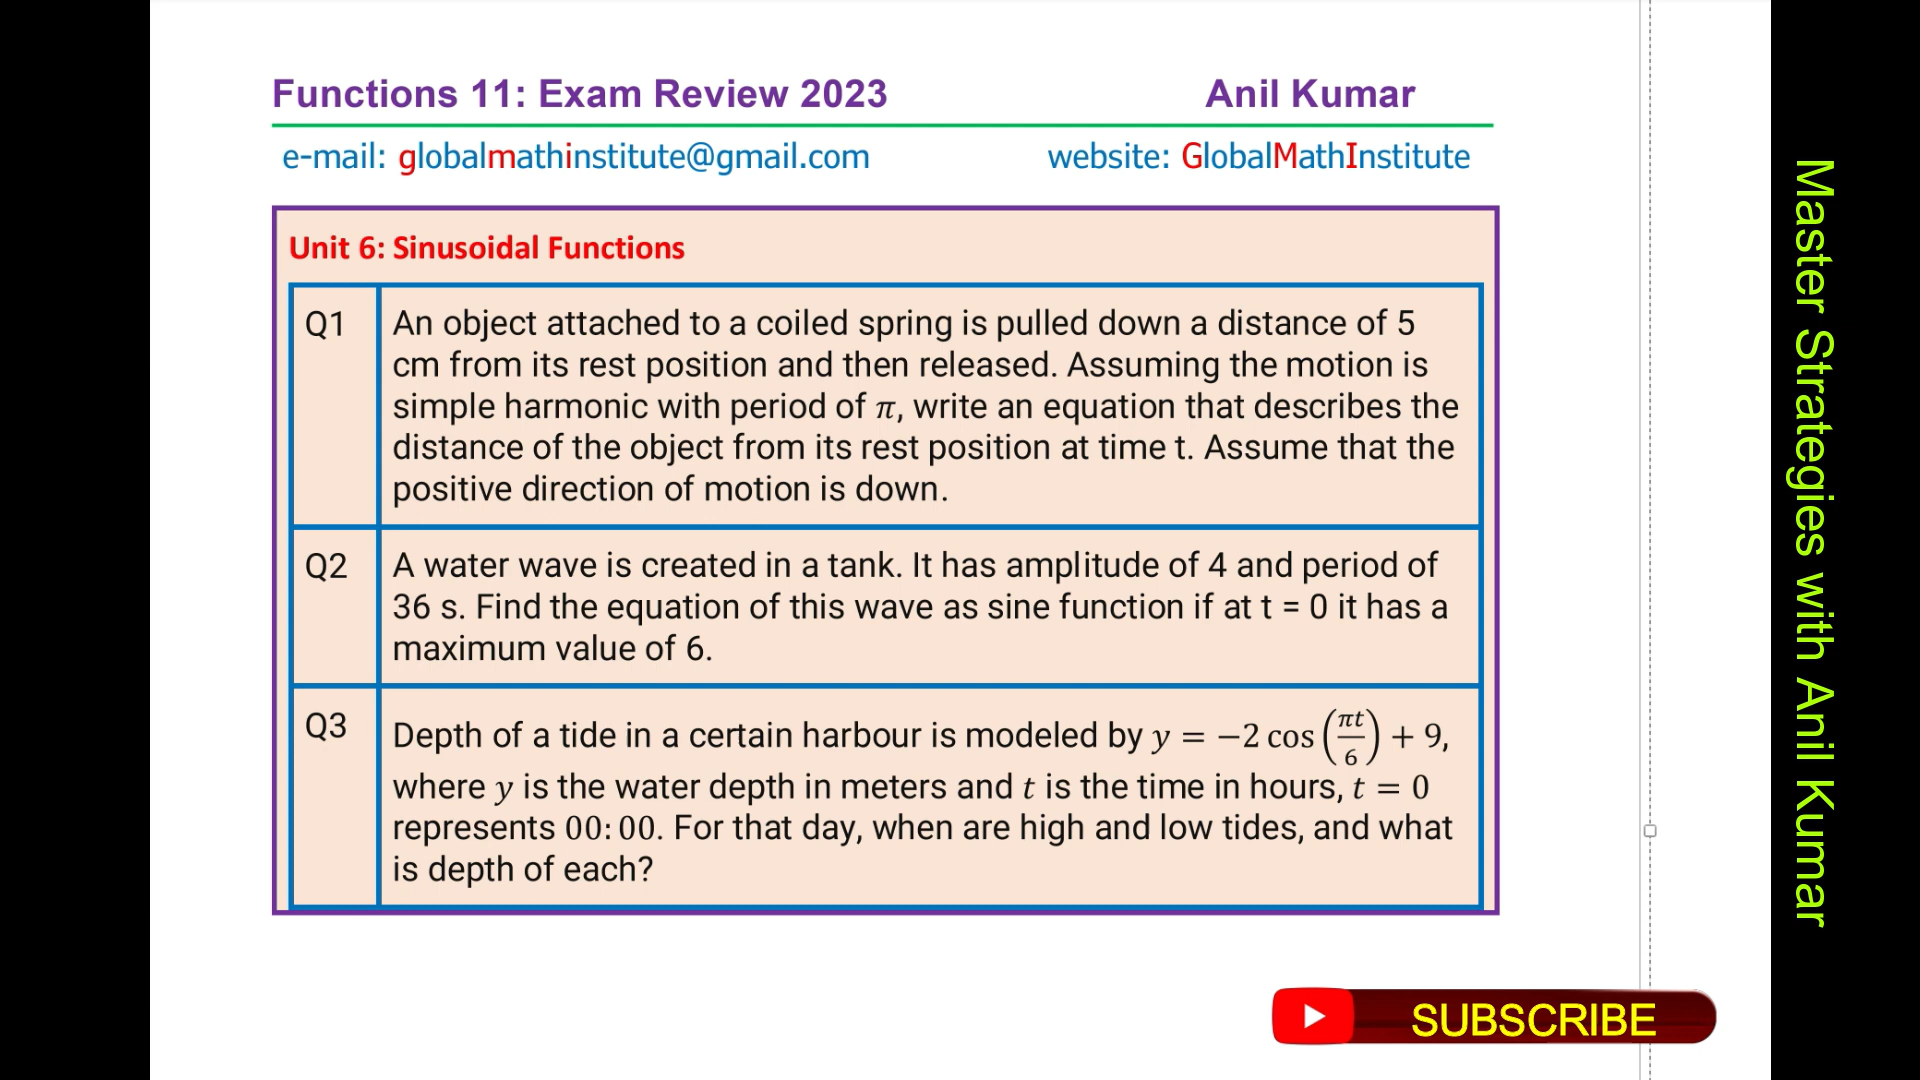 Functions 11: Exam Review 2023 Anil Kumar
e-mail: globalmathinstitute@gmail.com website: GlobalMathInstitute
Unit 6: Sinusoidal Functions
Q1 An object attached to a coiled spring is pulled down a distance of 5
cm from its rest position and then released. Assuming the motion is
simple harmonic with period of π, write an equation that describes the
distance of the object from its rest position at time t. Assume that the
positive direction of motion is down.
Q2 A water wave is created in a tank. It has amplitude of 4 and period of
36 s. Find the equation of this wave as sine function if at t = 0 it has a
maximum value of 6.
Q3 Depth of a tide in a certain harbour is modeled by y = −2 cos (πt/6) + 9,
where y is the water depth in meters and t is the time in hours, t = 0
represents 00:00. For that day, when are high and low tides, and what
is depth of each?
SUBSCRIBE
Master Strategies with Anil Kumar